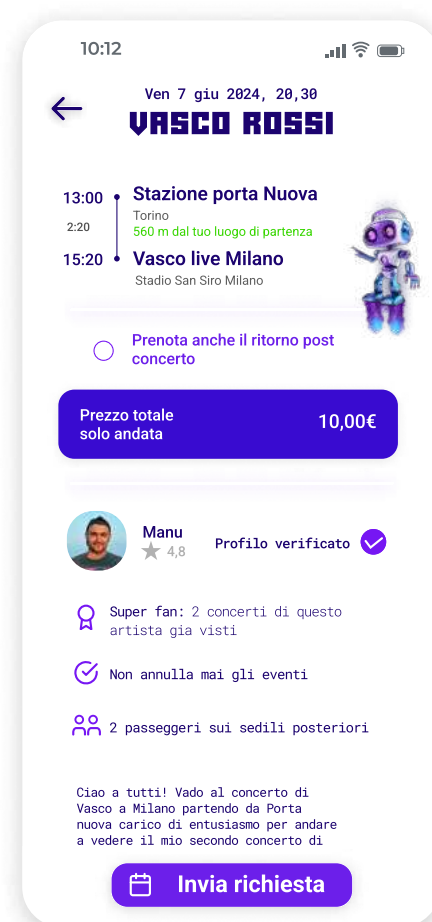 10:12
Ven 7 giu 2024, 20,30
VASCO ROSSI
13:00 Stazione porta Nuova
Torino
2:20
560 m dal tuo luogo di partenza
15:20 Vasco live Milano
Stadio San Siro Milano
Prenota anche il ritorno post
concerto
Prezzo totale
solo andata
10,00€
Manu
4,8
Profilo verificato
Super fan: 2 concerti di questo
artista gia visti
Non annulla mai gli eventi
2 passeggeri sui sedili posteriori
Ciao a tutti! Vado al concerto di
Vasco a Milano partendo da Porta
nuova carico di entusiasmo per andare
a vedere il mio secondo concerto di
Invia richiesta